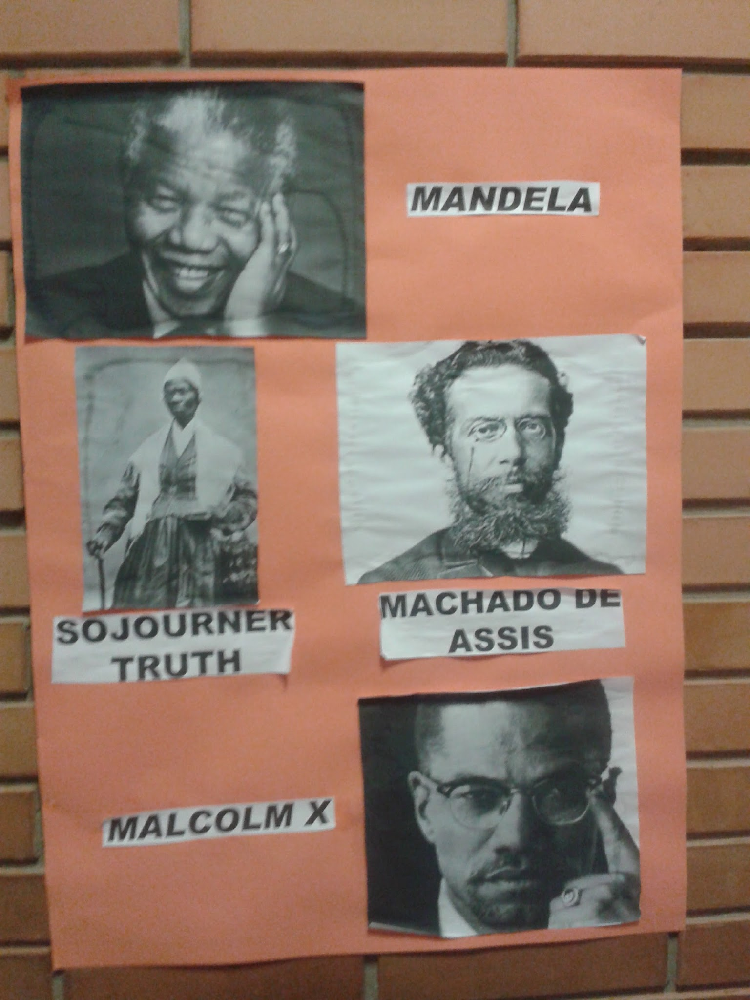 MANDELA
SOJOURNER
TRUTH
MACHADO DE
ASSIS
MALCOLM X